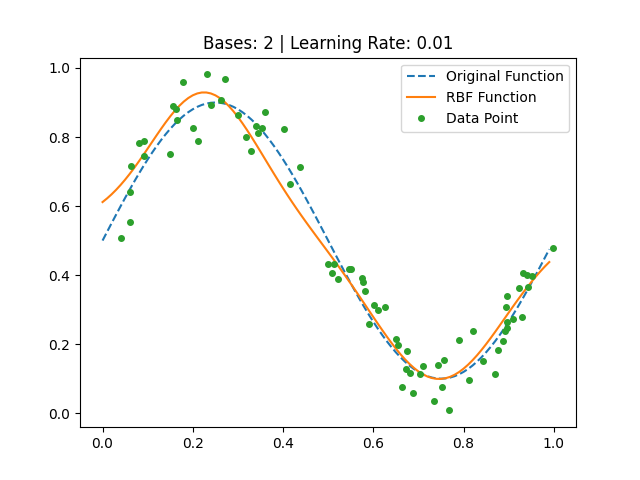 Bases: 2 | Learning Rate: 0.01
Original Function
RBF Function
Data Point
1.0
0.8
0.6
0.4
0.2
0.0
0.0 0.2 0.4 0.6 0.8 1.0